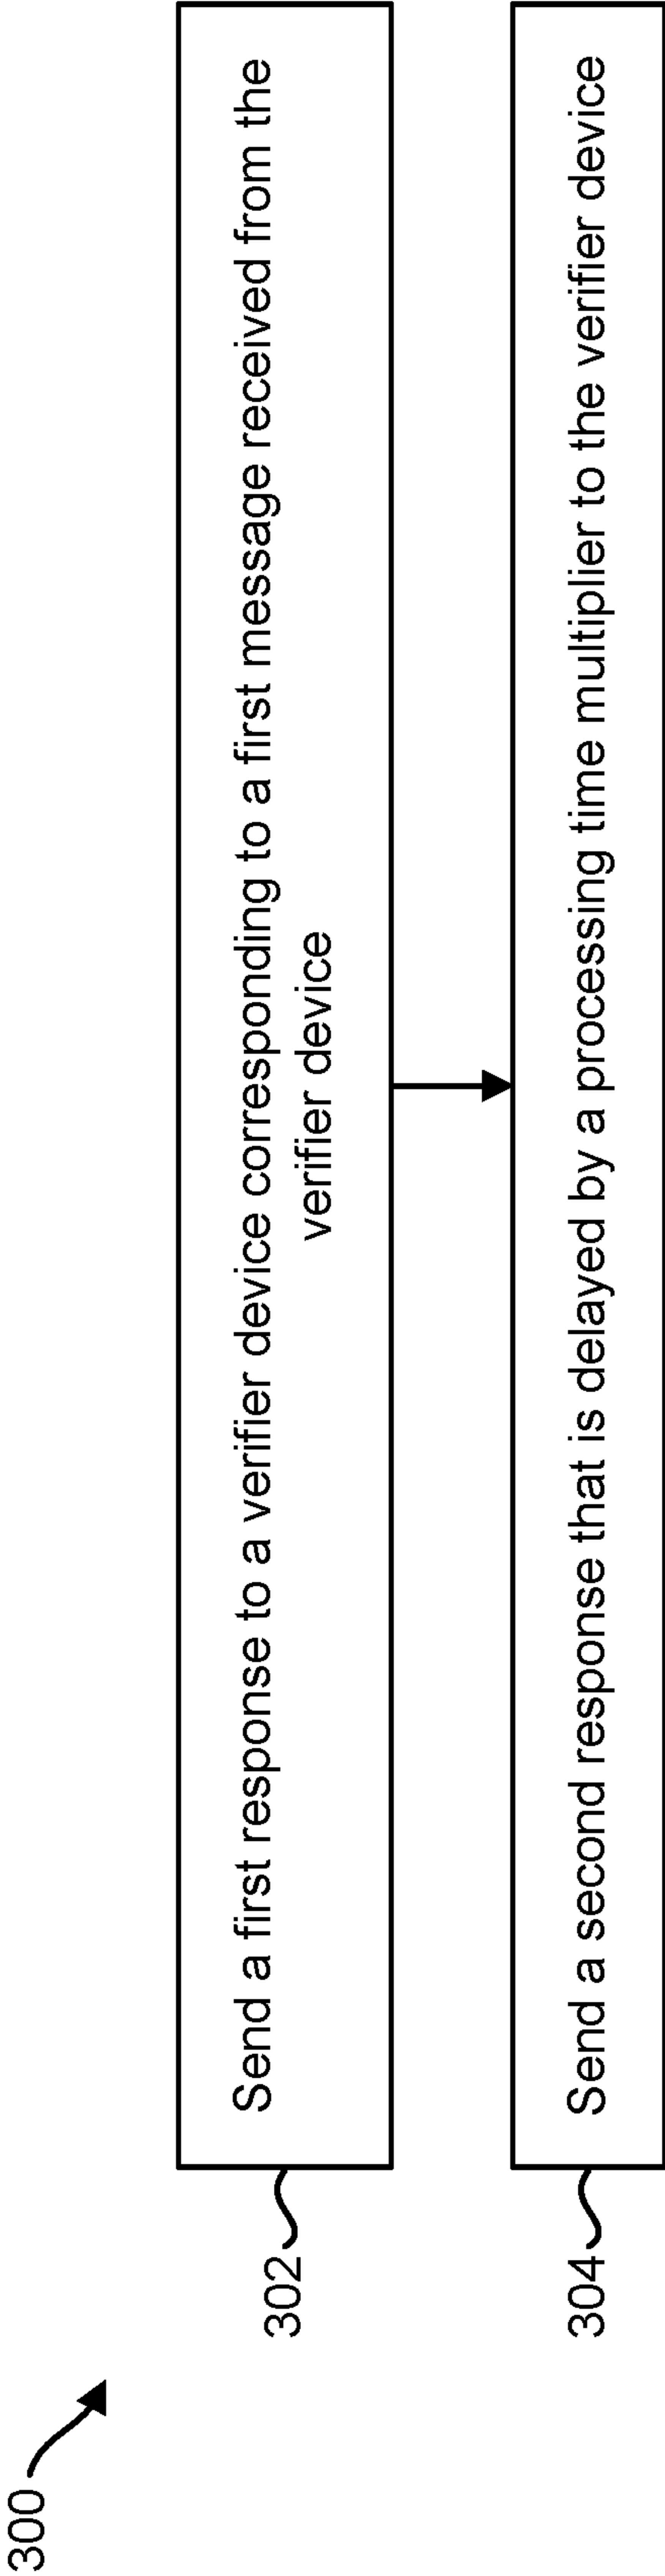 300
302
Send a first response to a verifier device corresponding to a first message received from the
verifier device
304
Send a second response that is delayed by a processing time multiplier to the verifier device